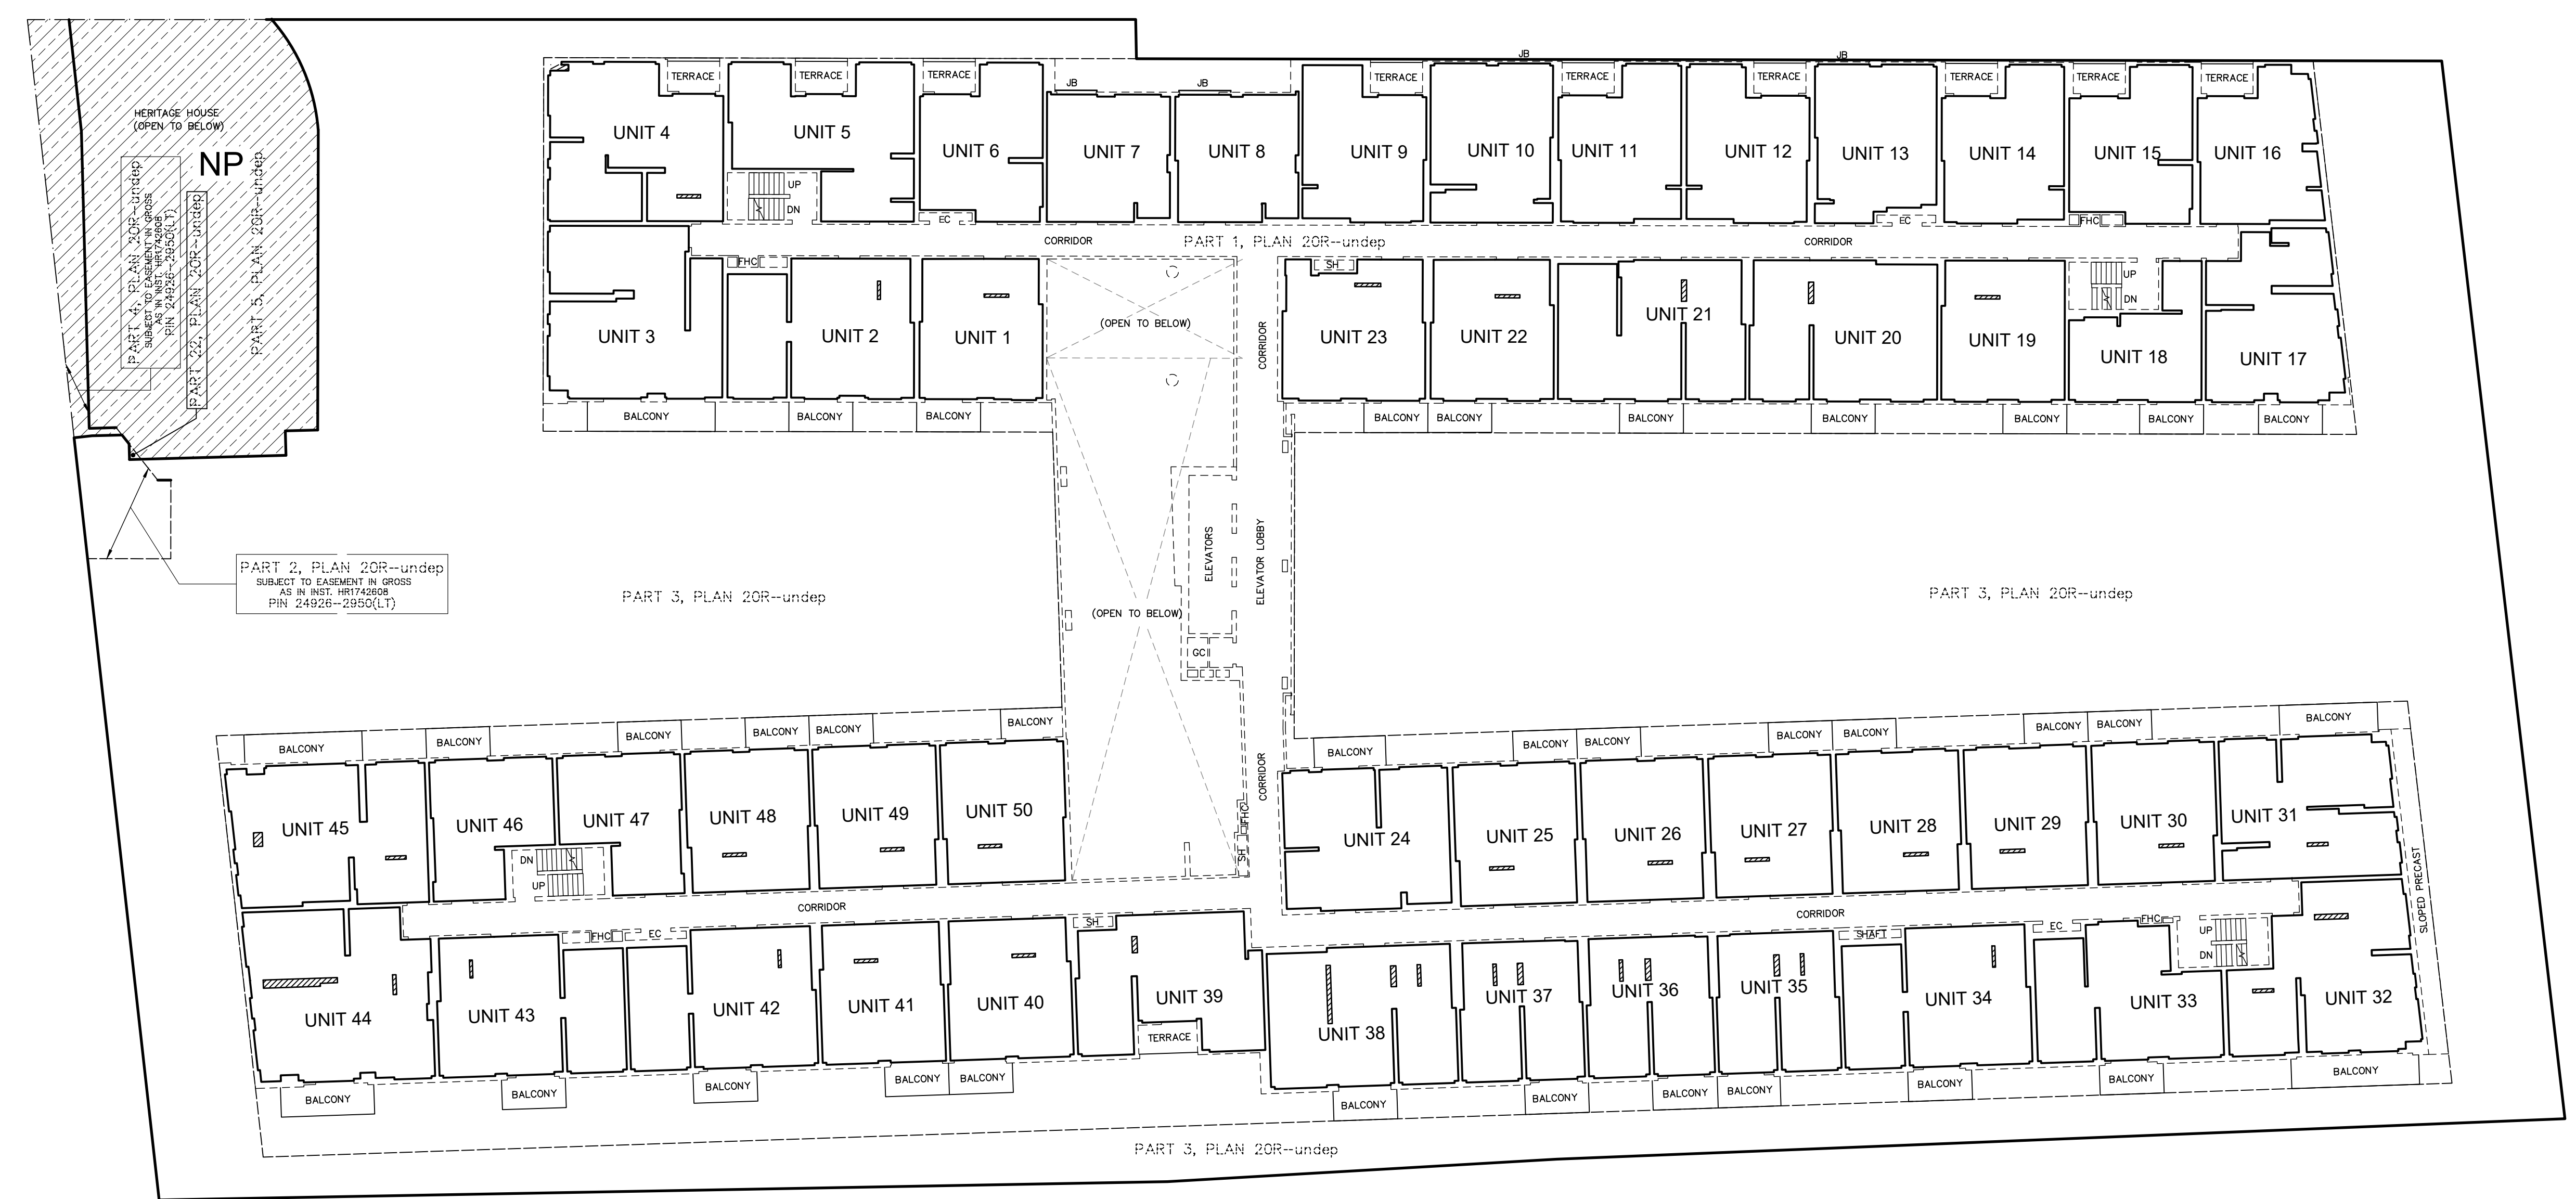 JB
JB
TERRACE
TERRACE
TERRACE
JB
JB
TERRACE
TERRACE
TERRACE
TERRACE
TERRACE
TERRACE
HERITAGE HOUSE
(OPEN TO BELOW)
NP
PART 4, PLAN 20R--undep
SUBJECT TO EASEMENT IN GROSS
AS IN INST. HR1742608
PIN 24926--2950(LT)
PART 22, PLAN 20R--undep
PART 5, PLAN 20R--undep
UNIT 4
UNIT 5
UNIT 6
UNIT 7
UNIT 8
UNIT 9
UNIT 10
UNIT 11
UNIT 12
UNIT 13
UNIT 14
UNIT 15
UNIT 16
UP
DN
EC
EC
FHC
CORRIDOR
PART 1, PLAN 20R--undep
CORRIDOR
FHC
SH
UP
DN
UNIT 3
UNIT 2
UNIT 1
(OPEN TO BELOW)
CORRIDOR
UNIT 23
UNIT 22
UNIT 21
UNIT 20
UNIT 19
UNIT 18
UNIT 17
BALCONY
BALCONY
BALCONY
BALCONY
BALCONY
BALCONY
BALCONY
BALCONY
BALCONY
BALCONY
ELEVATORS
ELEVATOR LOBBY
PART 2, PLAN 20R--undep
SUBJECT TO EASEMENT IN GROSS
AS IN INST. HR1742608
PIN 24926--2950(LT)
PART 3, PLAN 20R--undep
(OPEN TO BELOW)
PART 3, PLAN 20R--undep
GC
BALCONY
BALCONY
BALCONY
BALCONY
BALCONY
BALCONY
BALCONY
BALCONY
BALCONY
BALCONY
BALCONY
BALCONY
BALCONY
BALCONY
CORRIDOR
FHC
SH
UNIT 45
UNIT 46
UNIT 47
UNIT 48
UNIT 49
UNIT 50
UNIT 24
UNIT 25
UNIT 26
UNIT 27
UNIT 28
UNIT 29
UNIT 30
UNIT 31
DN
UP
SLOPED PRECAST
CORRIDOR
CORRIDOR
FHC
EC
SH
SHAFT
EC
FHC
UP
DN
UNIT 44
UNIT 43
UNIT 42
UNIT 41
UNIT 40
UNIT 39
TERRACE
UNIT 38
UNIT 37
UNIT 36
UNIT 35
UNIT 34
UNIT 33
UNIT 32
BALCONY
BALCONY
BALCONY
BALCONY
BALCONY
BALCONY
BALCONY
BALCONY
BALCONY
BALCONY
BALCONY
BALCONY
PART 3, PLAN 20R--undep